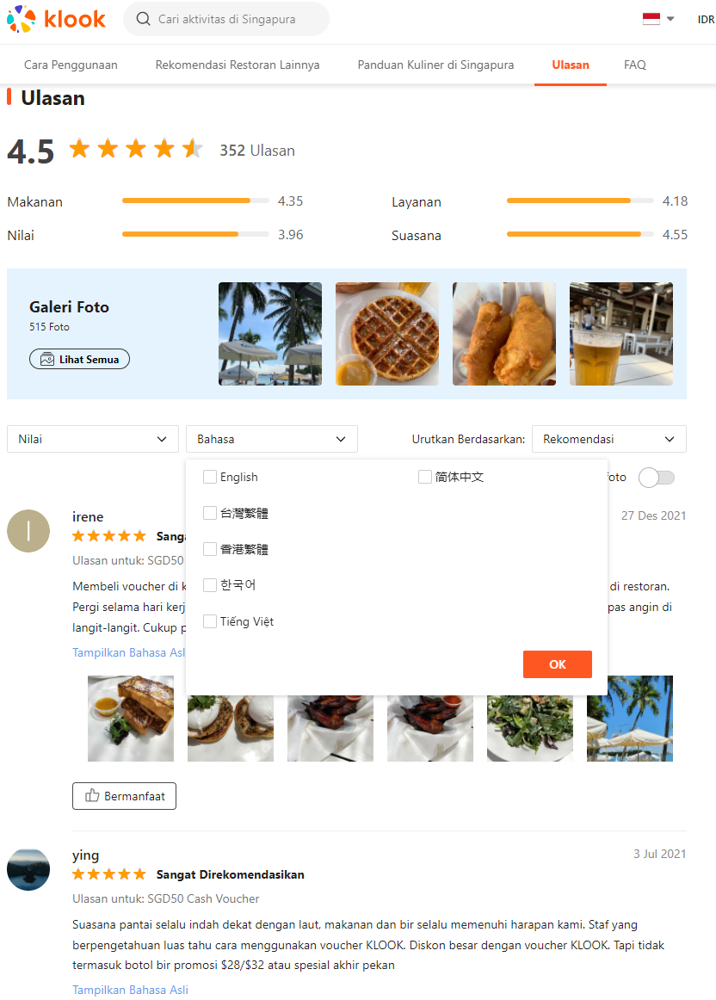 klook
Cari aktivitas di Singapura
IDR
Cara Penggunaan
Rekomendasi Restoran Lainnya
Panduan Kuliner di Singapura
Ulasan
FAQ
Ulasan
4.5
352 Ulasan
Makanan 4.35
Layanan 4.18
Nilai 3.96
Suasana 4.55
Galeri Foto
515 Foto
Lihat Semua
Nilai
Bahasa
Urutkan Berdasarkan:
Rekomendasi
English
简体中文
foto
台灣繁體
香港繁體
한국어
Tiếng Việt
OK
I
irene
27 Des 2021
Sanga
Ulasan untuk: SGD50
Membeli voucher di k di restoran.
Pergi selama hari kerj pas angin di
langit-langit. Cukup p
Tampilkan Bahasa Asl
Bermanfaat
ying
3 Jul 2021
Sangat Direkomendasikan
Ulasan untuk: SGD50 Cash Voucher
Suasana pantai selalu indah dekat dengan laut, makanan dan bir selalu memenuhi harapan kami. Staf yang
berpengetahuan luas tahu cara menggunakan voucher KLOOK. Diskon besar dengan voucher KLOOK. Tapi tidak
termasuk botol bir promosi $28/$32 atau spesial akhir pekan
Tampilkan Bahasa Asli